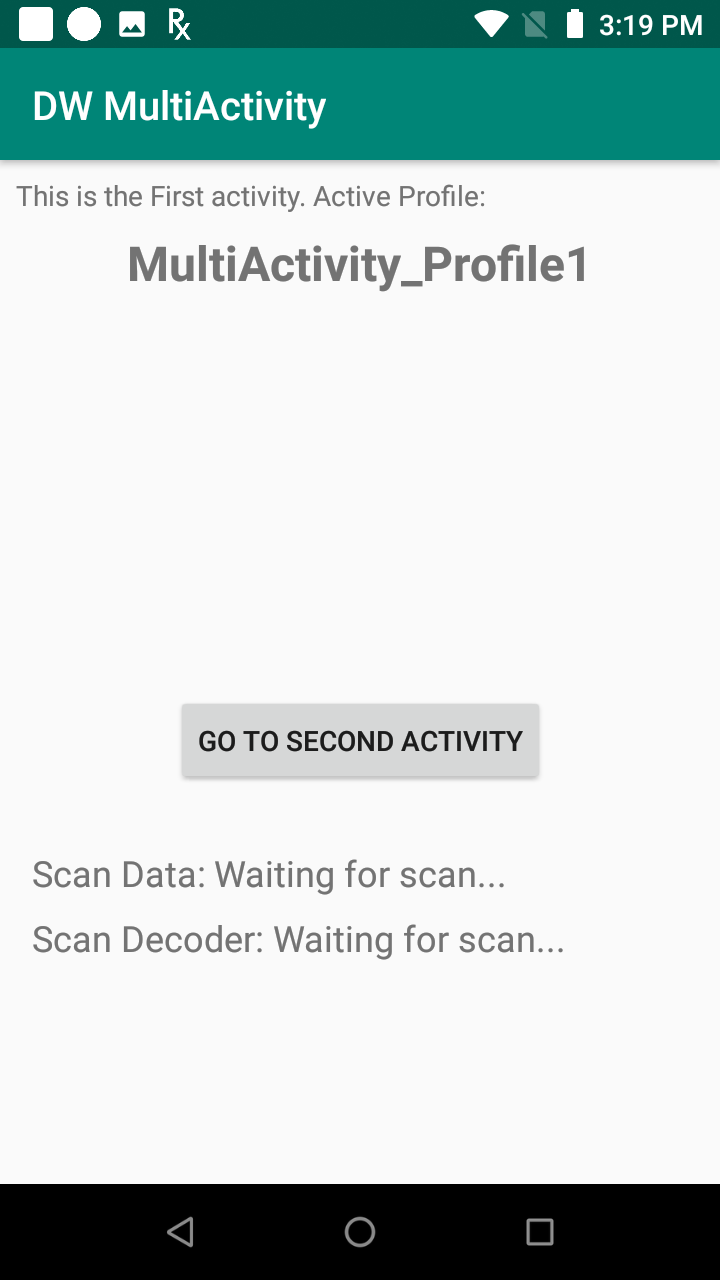 3:19 PM
DW MultiActivity
This is the First activity. Active Profile:
MultiActivity_Profile1
GO TO SECOND ACTIVITY
Scan Data: Waiting for scan...
Scan Decoder: Waiting for scan...